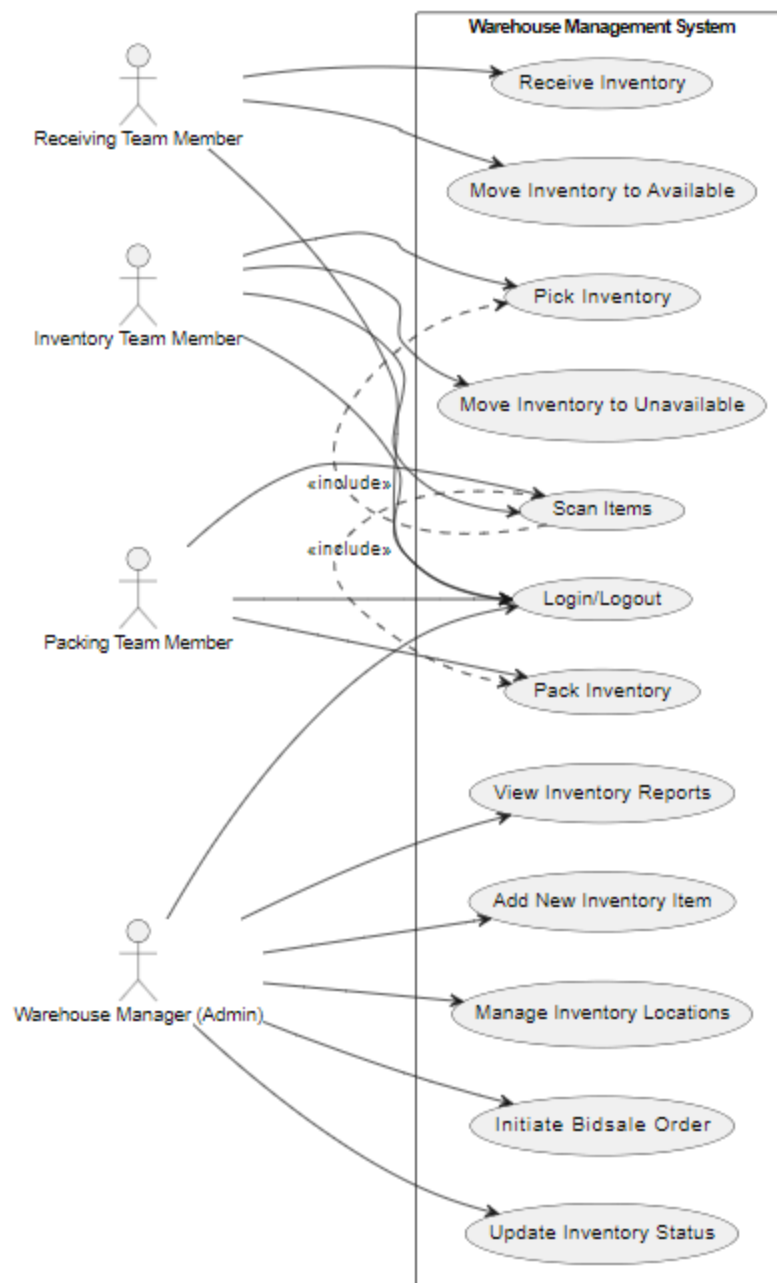 Warehouse Management System
Receive Inventory
Receiving Team Member
Move Inventory to Available
Pick Inventory
Inventory Team Member
Move Inventory to Unavailable
«include»
Scan Items
«include»
Login/Logout
Packing Team Member
Pack Inventory
View Inventory Reports
Add New Inventory Item
Manage Inventory Locations
Warehouse Manager (Admin)
Initiate Bidsale Order
Update Inventory Status